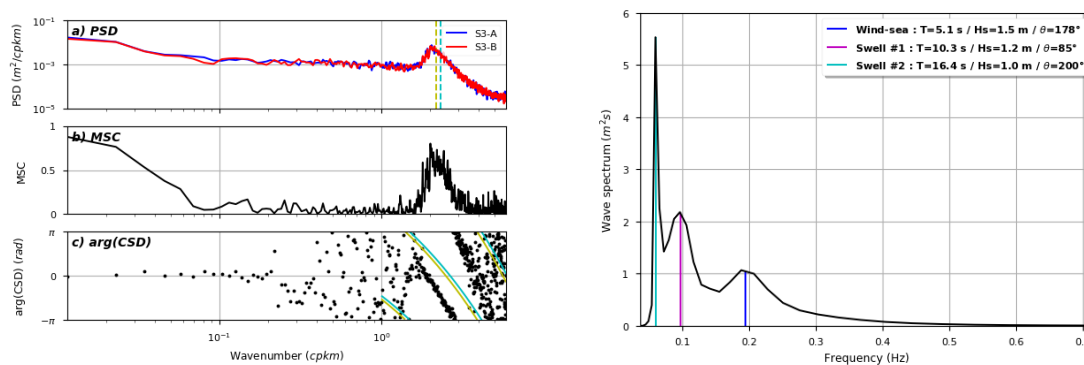 a) PSD
S3-A
S3-B
PSD (m²/cpkm)
10⁻¹
10⁻³
10⁻⁵
b) MSC
MSC
1
0.5
0
c) arg(CSD)
arg(CSD) (rad)
π
0
−π
10⁻¹
10⁰
Wavenumber (cpkm)
Wind-sea : T=5.1 s / Hs=1.5 m / θ=178°
Swell #1 : T=10.3 s / Hs=1.2 m / θ=85°
Swell #2 : T=16.4 s / Hs=1.0 m / θ=200°
Wave spectrum (m²s)
6
5
4
3
2
1
0
0.1
0.2
0.3
0.4
0.5
0.6
Frequency (Hz)